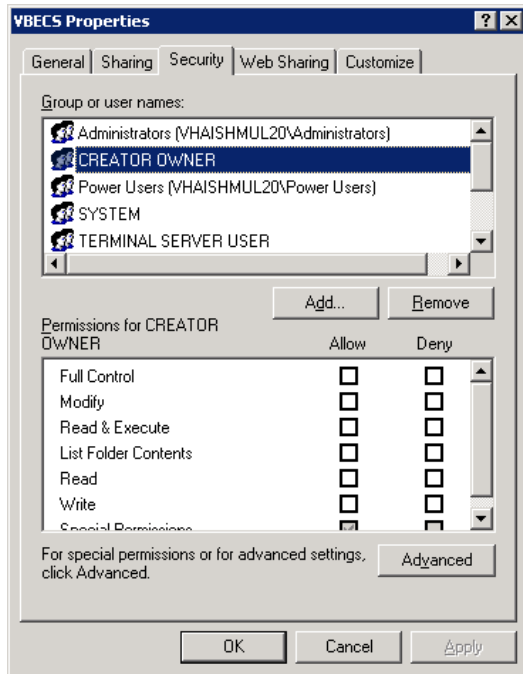 VBECS Properties
General Sharing Security Web Sharing Customize
Group or user names:
Administrators (VHAISHMUL20\Administrators)
CREATOR OWNER
Power Users (VHAISHMUL20\Power Users)
SYSTEM
TERMINAL SERVER USER
Add... Remove
Permissions for CREATOR
OWNER Allow Deny
Full Control
Modify
Read & Execute
List Folder Contents
Read
Write
Special Permissions
For special permissions or for advanced settings,
click Advanced.
Advanced
OK Cancel Apply